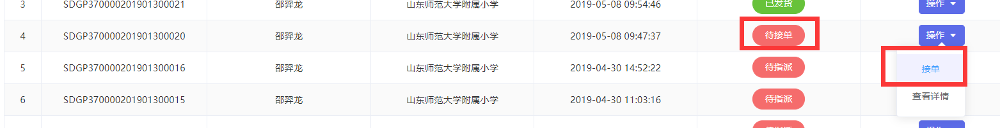 3 SDGP370000201901300021 邵羿龙 山东师范大学附属小学 2019-05-08 09:54:46 已发货 操作
4 SDGP370000201901300020 邵羿龙 山东师范大学附属小学 2019-05-08 09:47:37 待接单 操作
5 SDGP370000201901300016 邵羿龙 山东师范大学附属小学 2019-04-30 14:52:22 待指派 接单
6 SDGP370000201901300015 邵羿龙 山东师范大学附属小学 2019-04-30 11:03:16 待指派 查看详情
待指派 操作